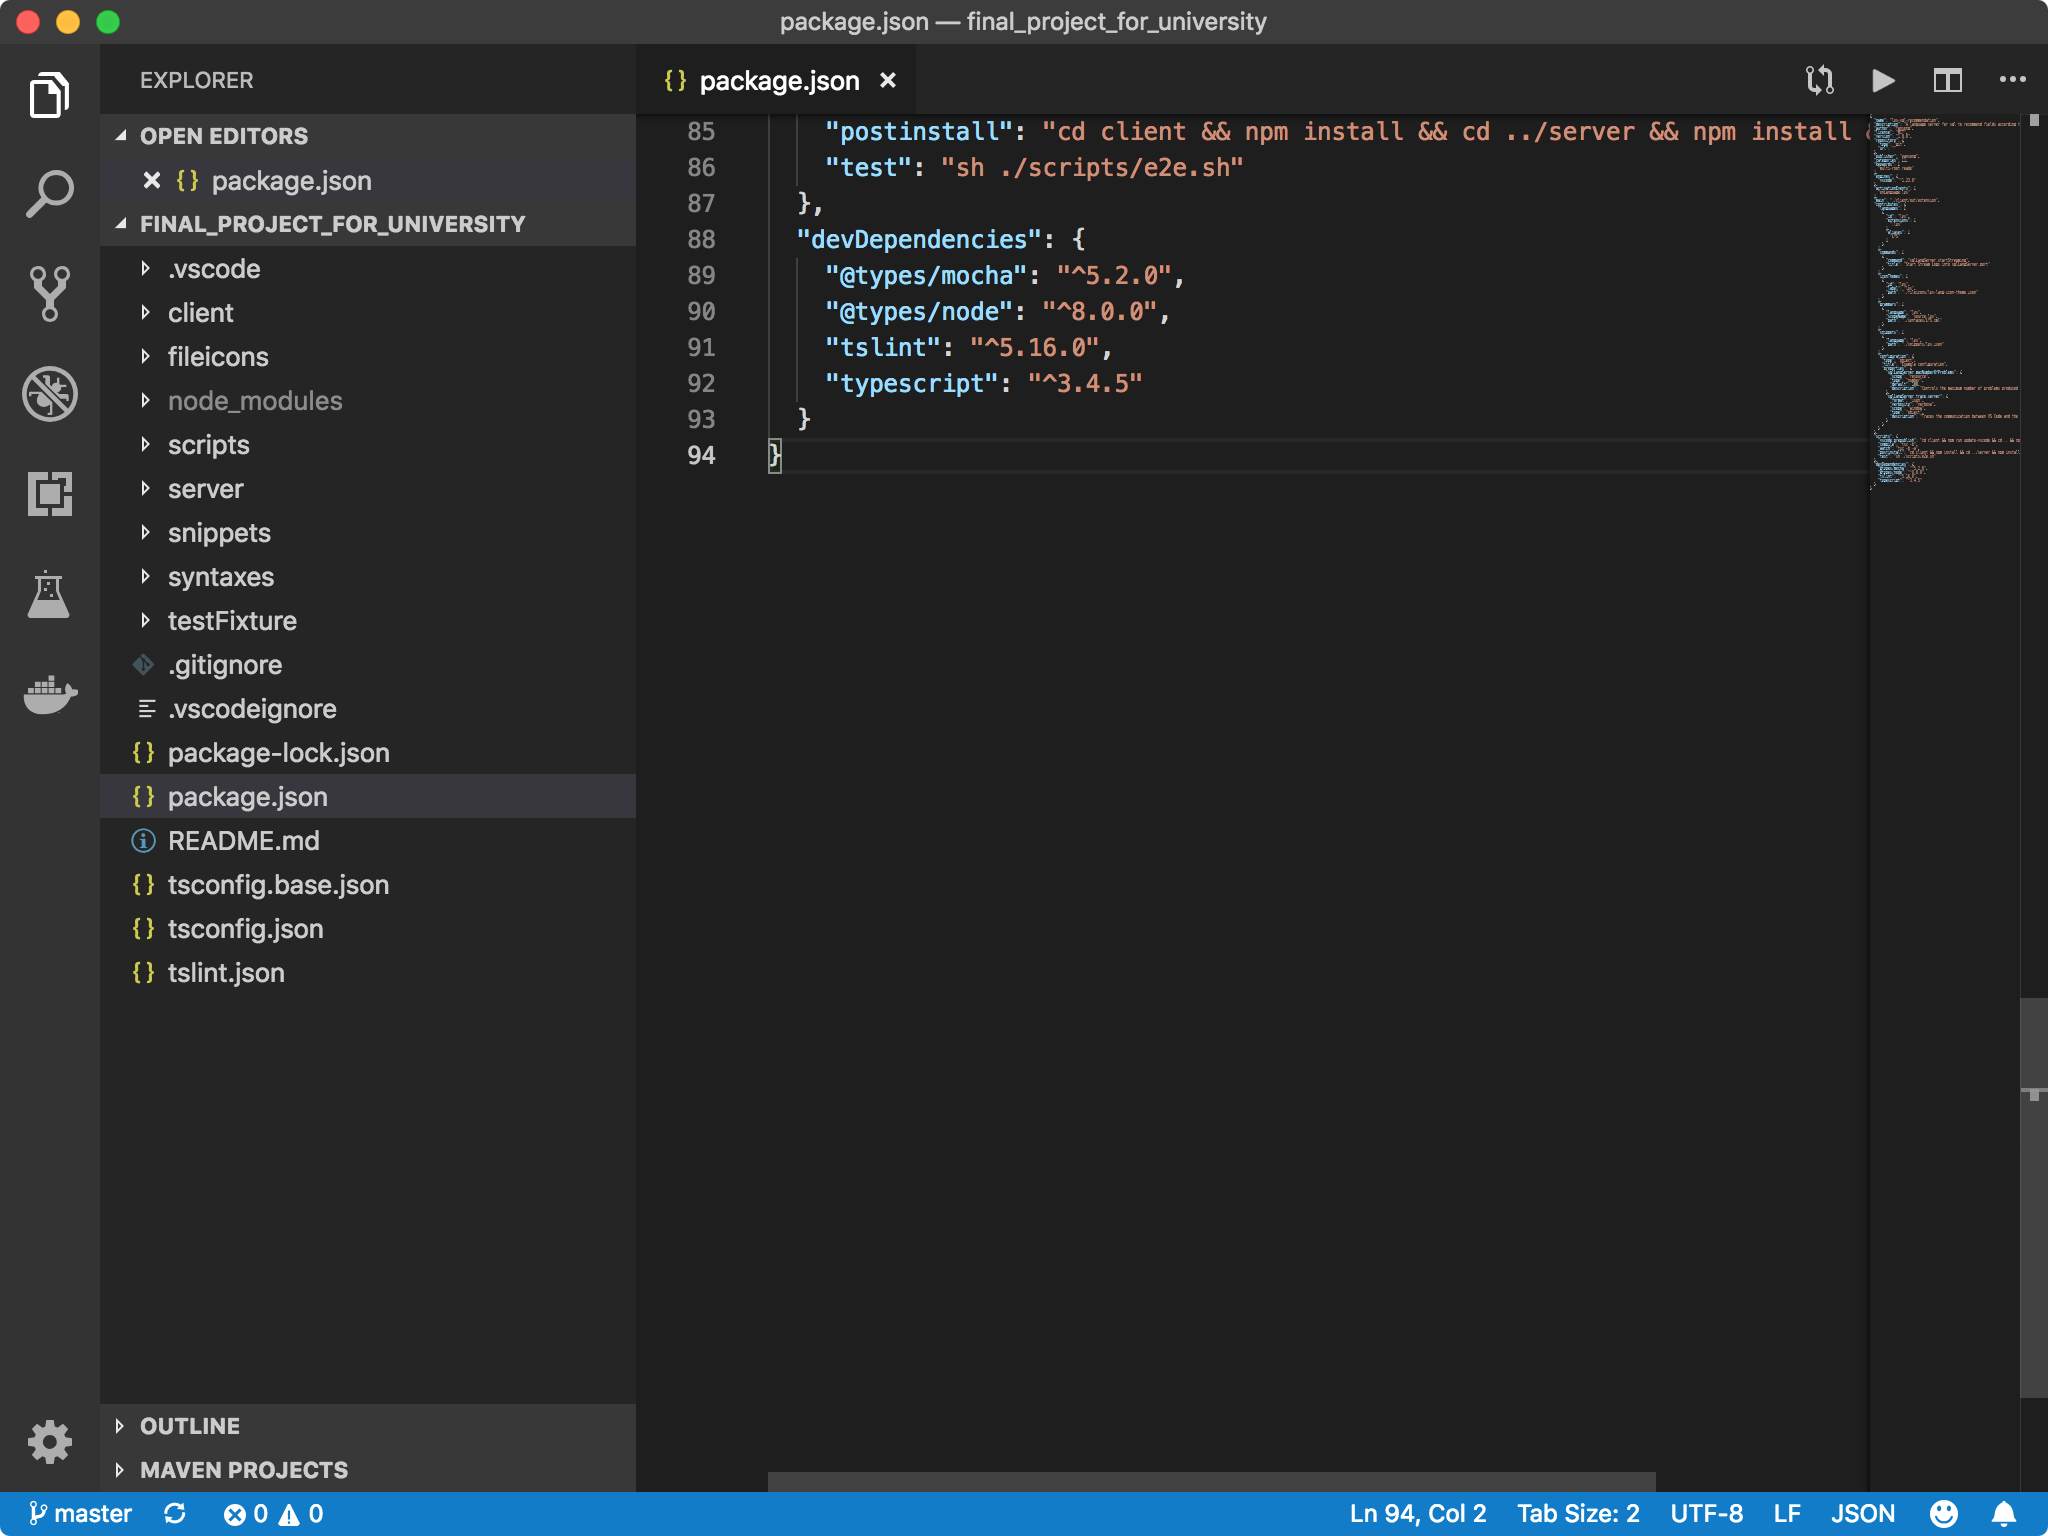 package.json — final_project_for_university
EXPLORER
OPEN EDITORS
package.json
FINAL_PROJECT_FOR_UNIVERSITY
.vscode
client
fileicons
node_modules
scripts
server
snippets
syntaxes
testFixture
.gitignore
.vscodeignore
package-lock.json
package.json
README.md
tsconfig.base.json
tsconfig.json
tslint.json
OUTLINE
MAVEN PROJECTS
{} package.json
85 "postinstall": "cd client && npm install && cd ../server && npm install
86 "test": "sh ./scripts/e2e.sh"
87 },
88 "devDependencies": {
89 "@types/mocha": "^5.2.0",
90 "@types/node": "^8.0.0",
91 "tslint": "^5.16.0",
92 "typescript": "^3.4.5"
93 }
94 }
master 0 0 Ln 94, Col 2 Tab Size: 2 UTF-8 LF JSON